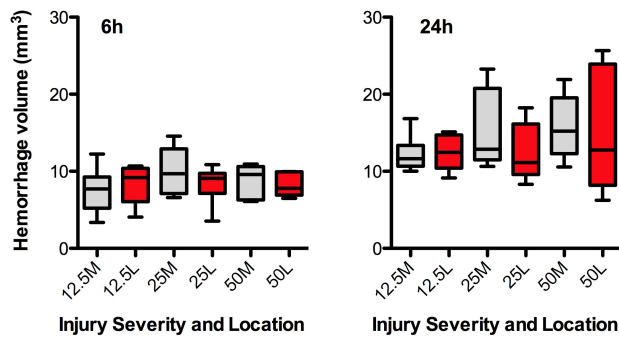 6h
Hemorrhage volume (mm³)
30
20
10
0
12.5M 12.5L 25M 25L 50M 50L
Injury Severity and Location
24h
30
20
10
0
12.5M 12.5L 25M 25L 50M 50L
Injury Severity and Location